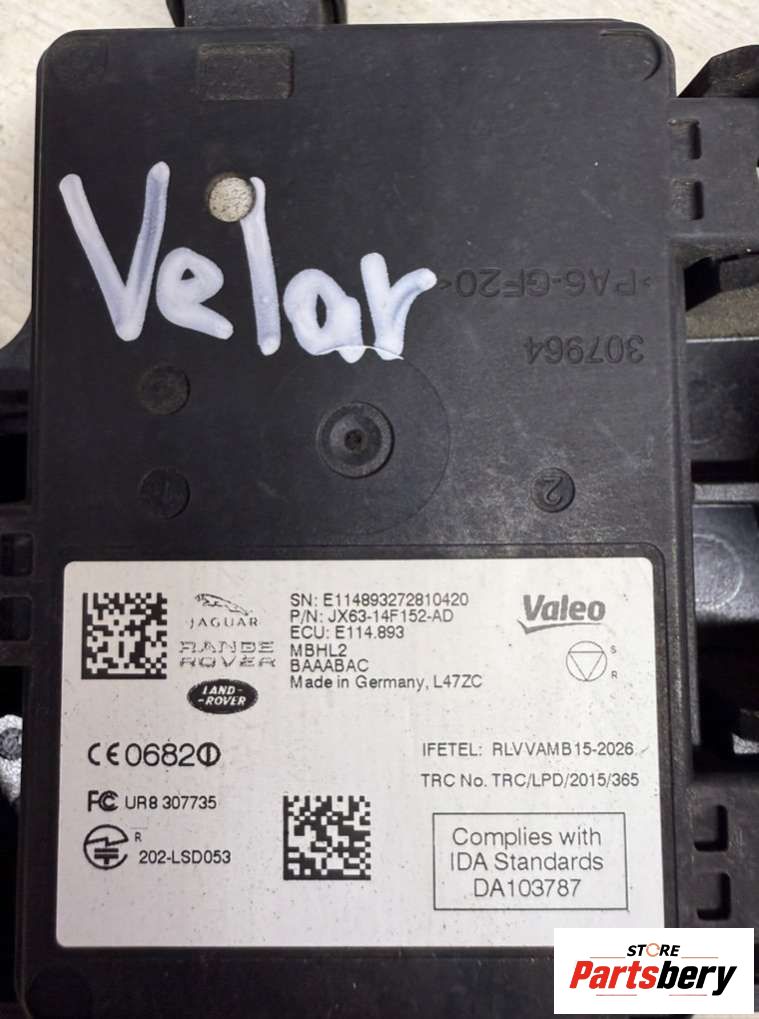 Velar
>PA6-GF20<
307964
2
JAGUAR
RANGE
ROVER
LAND-
-ROVER
SN: E114893272810420
P/N: JX63-14F152-AD
ECU: E114.893
MBHL2
BAAABAC
Made in Germany, L47ZC
Valeo
S
R
CE0682
IFETEL: RLVVAMB15-2026
TRC No. TRC/LPD/2015/365
FC UR8 307735
R
202-LSD053
Complies with
IDA Standards
DA103787
STORE
Partsbery